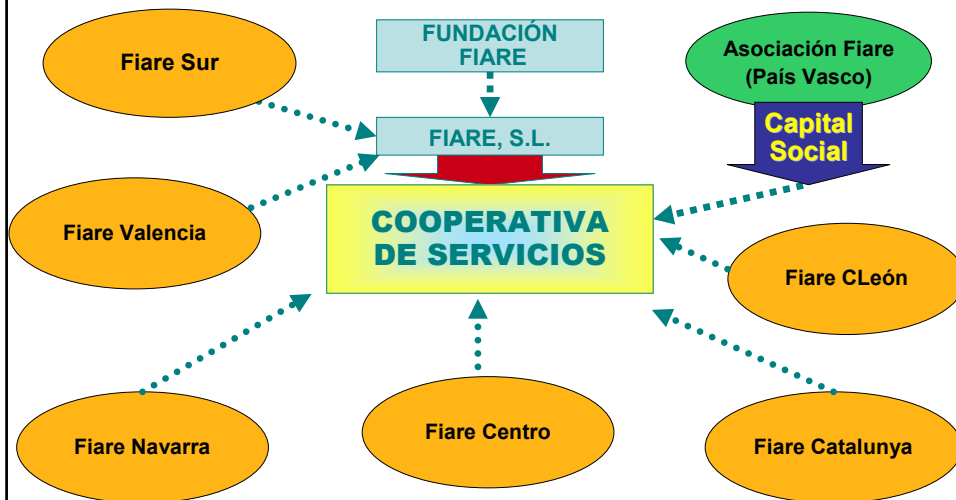 Fiare Sur
FUNDACIÓN
FIARE
Asociación Fiare
(País Vasco)
Capital
Social
FIARE, S.L.
COOPERATIVA
DE SERVICIOS
Fiare Valencia
Fiare CLeón
Fiare Navarra
Fiare Centro
Fiare Catalunya